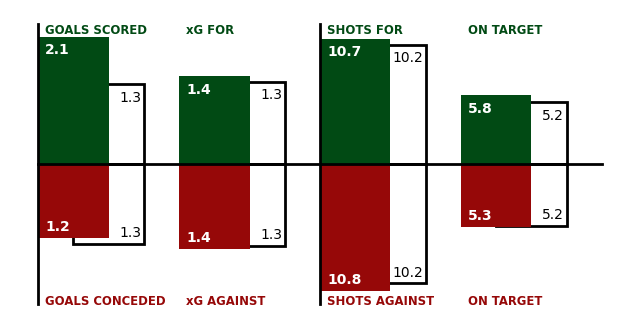 GOALS SCORED xG FOR SHOTS FOR ON TARGET
2.1 1.3 1.4 1.3 10.7 10.2 5.8 5.2
1.2 1.3 1.4 1.3 10.8 10.2 5.3 5.2
GOALS CONCEDED xG AGAINST SHOTS AGAINST ON TARGET